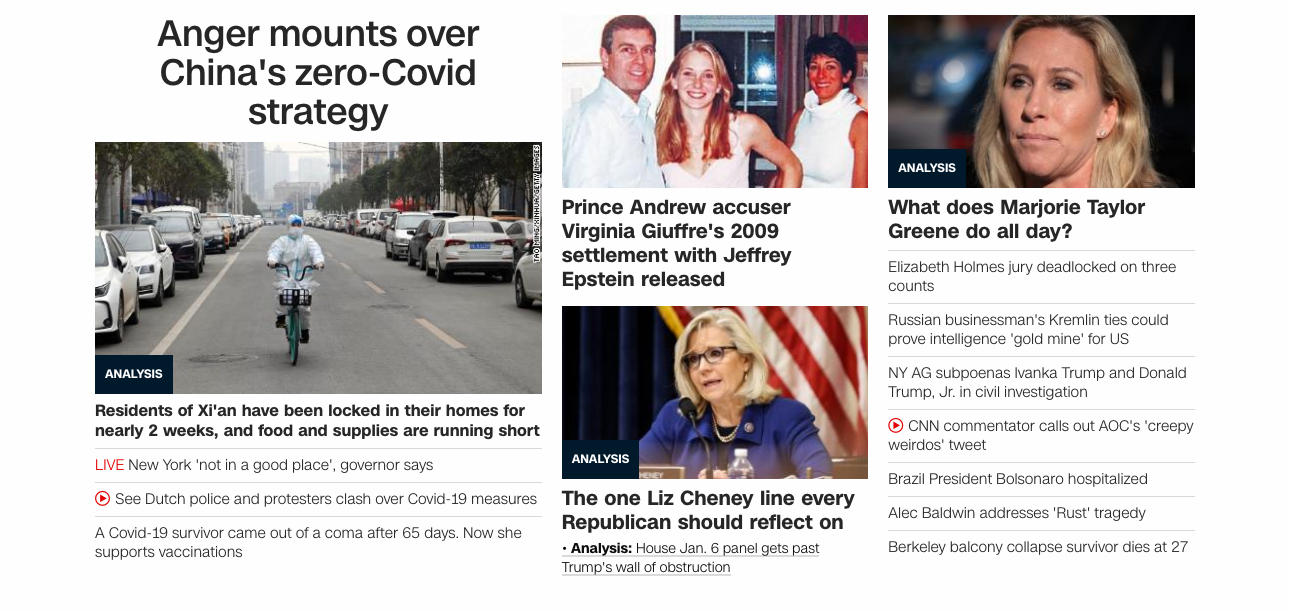 Anger mounts over
China's zero-Covid
strategy
TAO MING/XINHUA/GETTY IMAGES
ANALYSIS
Residents of Xi'an have been locked in their homes for
nearly 2 weeks, and food and supplies are running short
LIVE New York 'not in a good place', governor says
See Dutch police and protesters clash over Covid-19 measures
A Covid-19 survivor came out of a coma after 65 days. Now she
supports vaccinations
Prince Andrew accuser
Virginia Giuffre's 2009
settlement with Jeffrey
Epstein released
ANALYSIS
The one Liz Cheney line every
Republican should reflect on
• Analysis: House Jan. 6 panel gets past
Trump's wall of obstruction
ANALYSIS
What does Marjorie Taylor
Greene do all day?
Elizabeth Holmes jury deadlocked on three
counts
Russian businessman's Kremlin ties could
prove intelligence 'gold mine' for US
NY AG subpoenas Ivanka Trump and Donald
Trump, Jr. in civil investigation
CNN commentator calls out AOC's 'creepy
weirdos' tweet
Brazil President Bolsonaro hospitalized
Alec Baldwin addresses 'Rust' tragedy
Berkeley balcony collapse survivor dies at 27